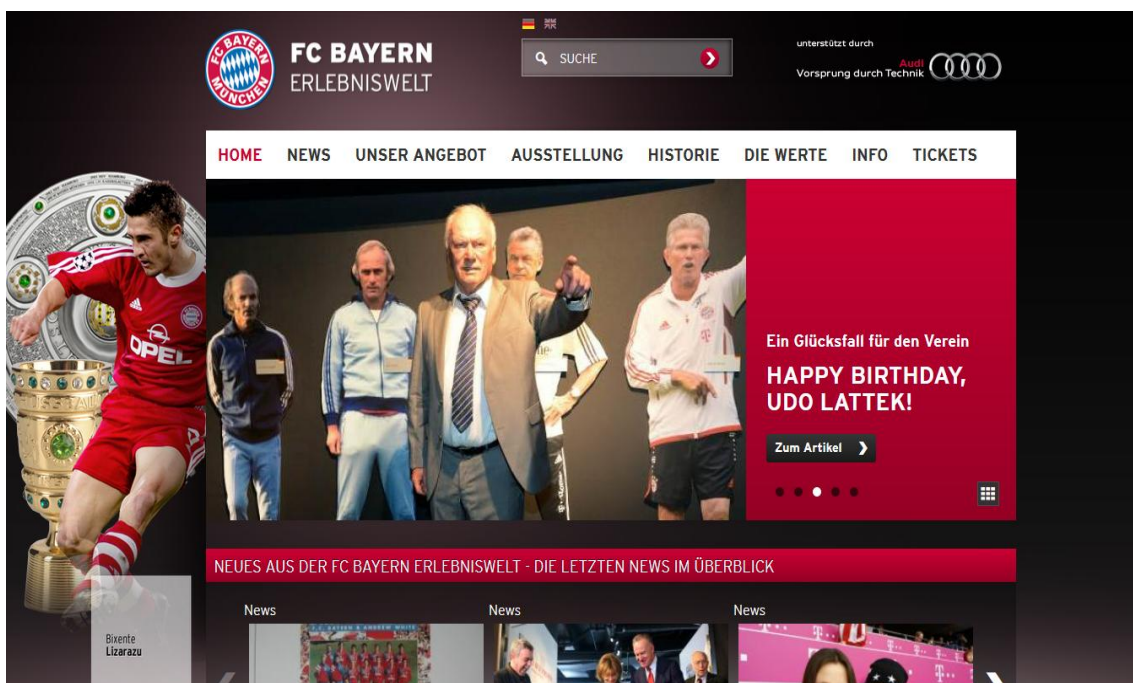 FC BAYERN
MÜNCHEN
FC BAYERN
ERLEBNISWELT
SUCHE
unterstützt durch
Audi
Vorsprung durch Technik
HOME NEWS UNSER ANGEBOT AUSSTELLUNG HISTORIE DIE WERTE INFO TICKETS
OPEL
Ein Glücksfall für den Verein
HAPPY BIRTHDAY,
UDO LATTEK!
Zum Artikel
NEUES AUS DER FC BAYERN ERLEBNISWELT - DIE LETZTEN NEWS IM ÜBERBLICK
News News News
Bixente
Lizarazu